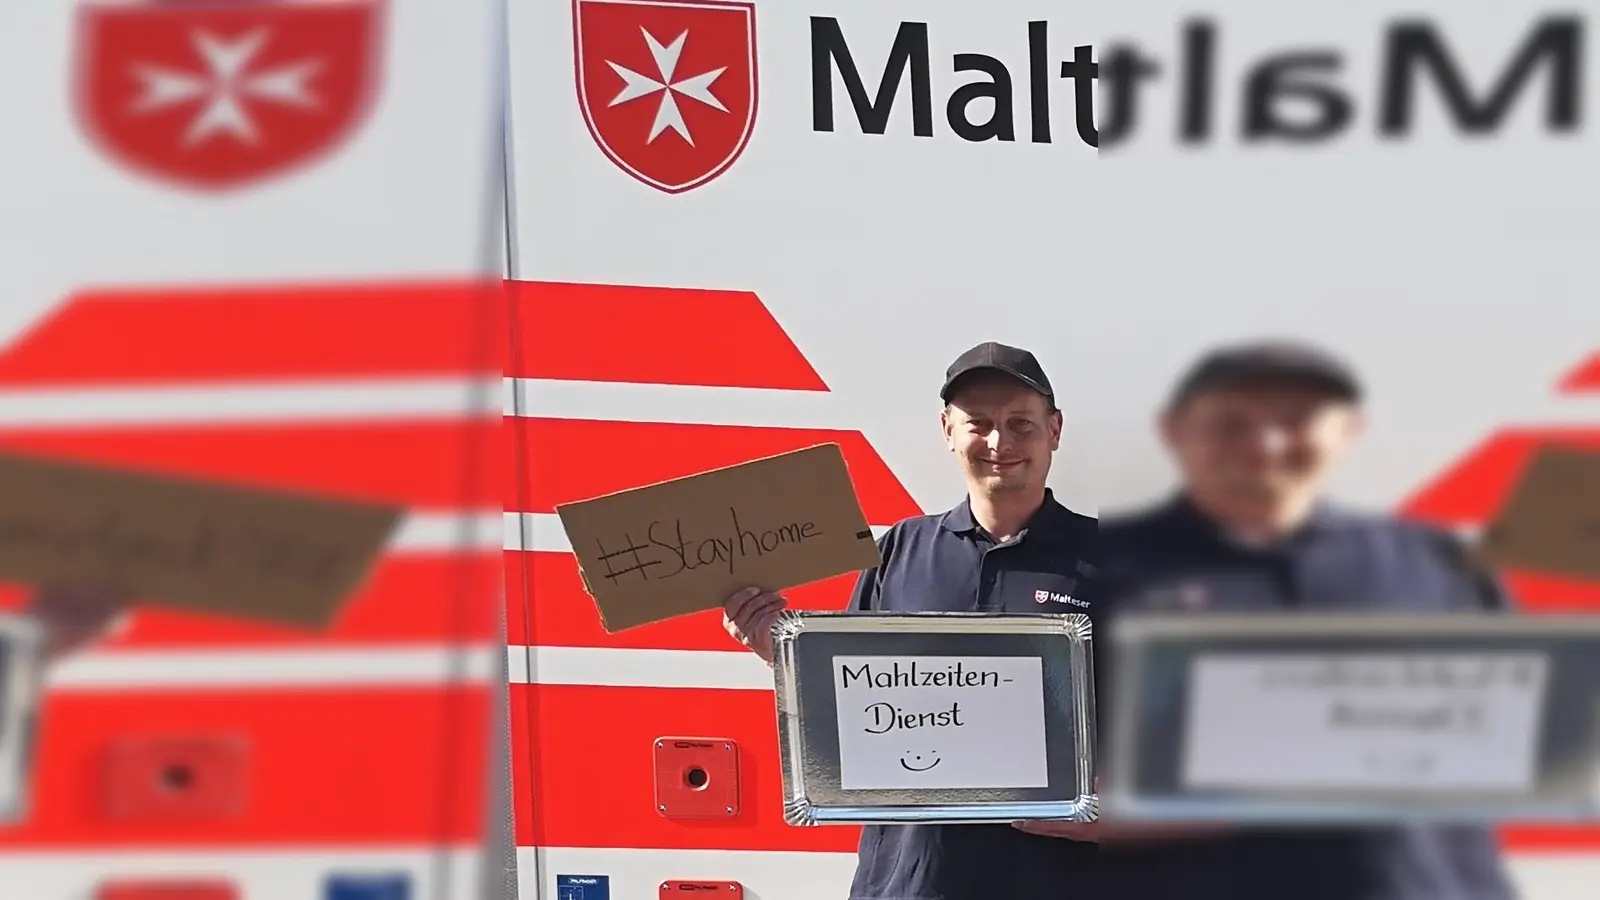 Malt
#Stayhome
Malteser
Mahlzeiten-
Dienst